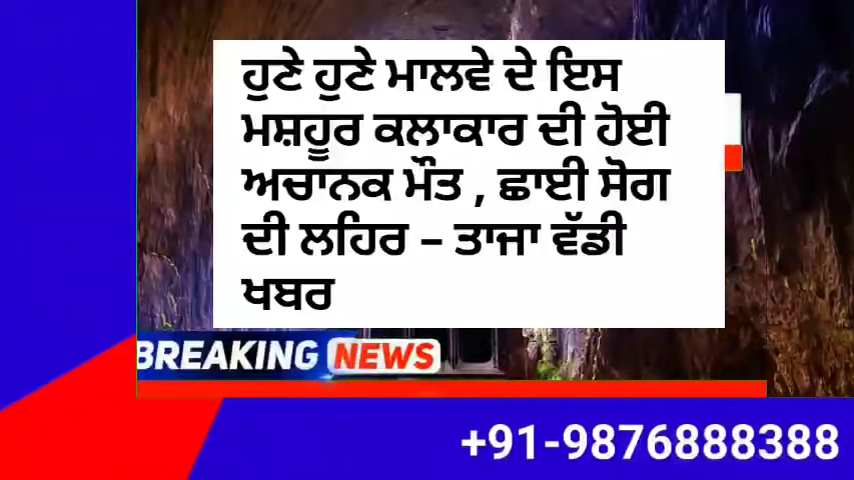 ਹੁਣੇ ਹੁਣੇ ਮਾਲਵੇ ਦੇ ਇਸ
ਮਸ਼ਹੂਰ ਕਲਾਕਾਰ ਦੀ ਹੋਈ
ਅਚਾਨਕ ਮੌਤ , ਛਾਈ ਸੋਗ
ਦੀ ਲਹਿਰ – ਤਾਜਾ ਵੱਡੀ
ਖਬਰ
BREAKING NEWS
+91-9876888388